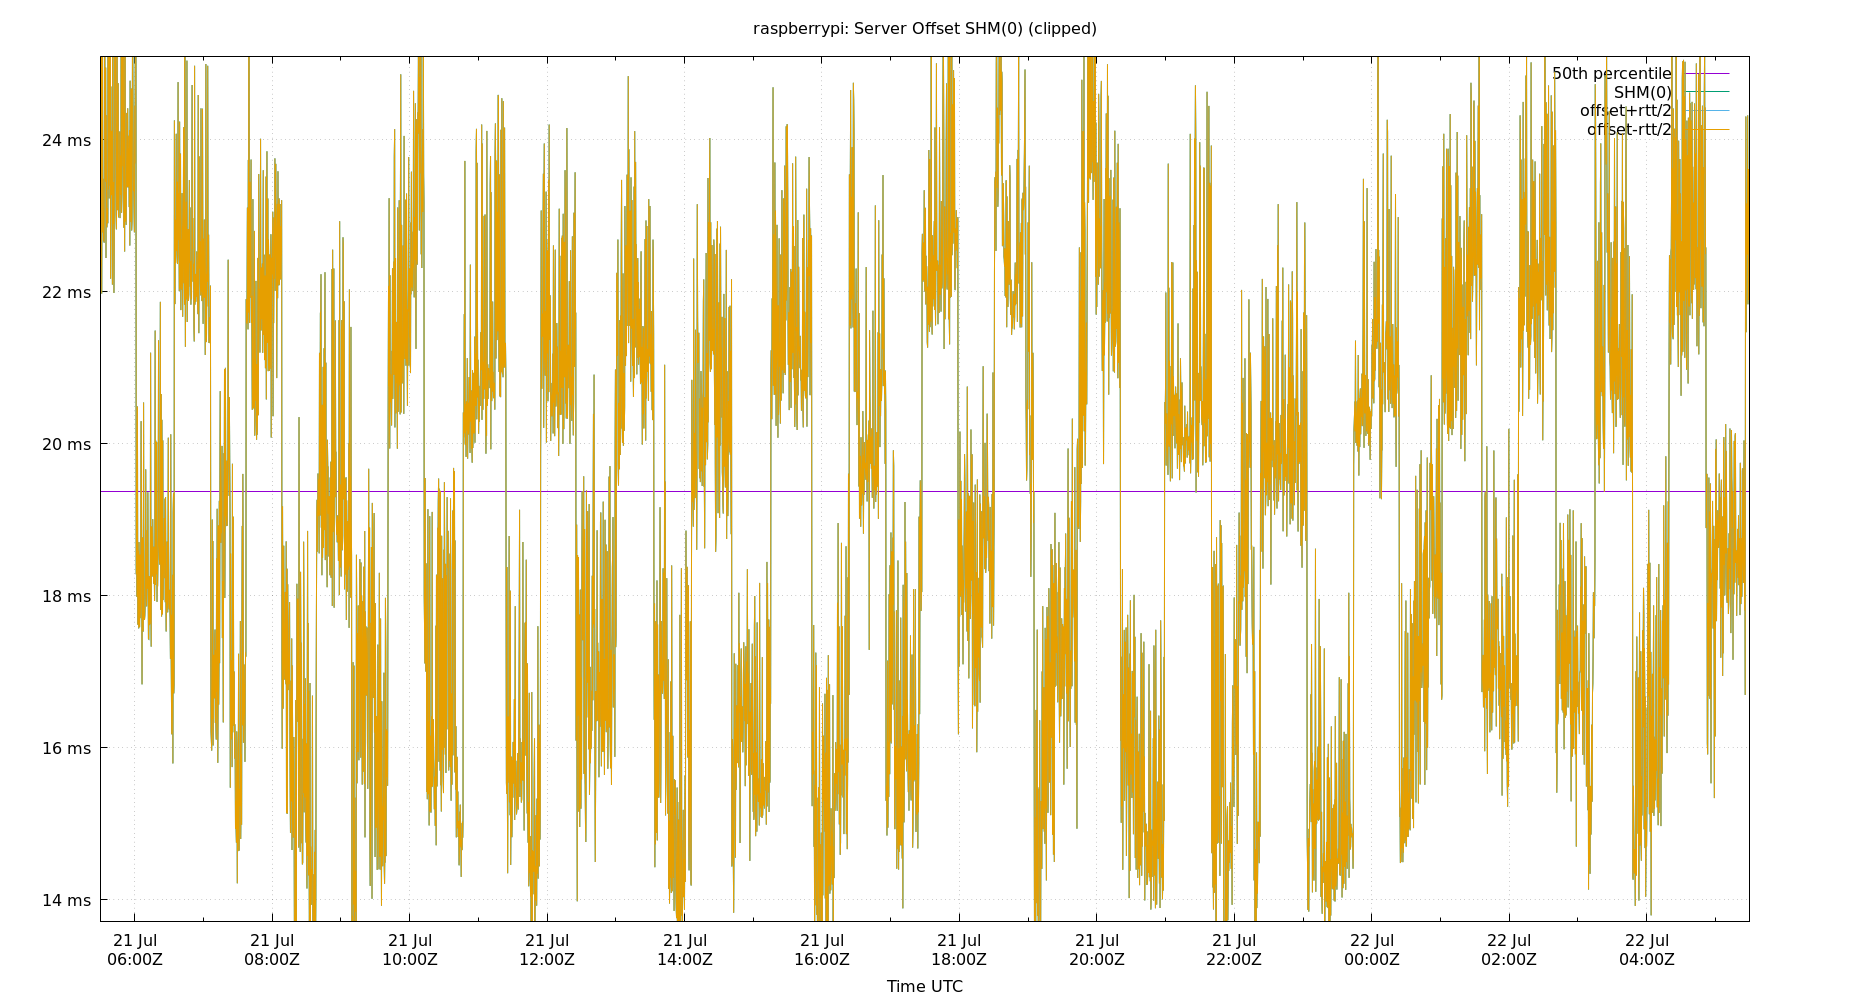 raspberrypi: Server Offset SHM(0) (clipped)
50th percentile
SHM(0)
offset+rtt/2
offset-rtt/2
24 ms
22 ms
20 ms
18 ms
16 ms
14 ms
21 Jul 21 Jul 21 Jul 21 Jul 21 Jul 21 Jul 21 Jul 21 Jul 21 Jul 22 Jul 22 Jul 22 Jul
06:00Z 08:00Z 10:00Z 12:00Z 14:00Z 16:00Z 18:00Z 20:00Z 22:00Z 00:00Z 02:00Z 04:00Z
Time UTC